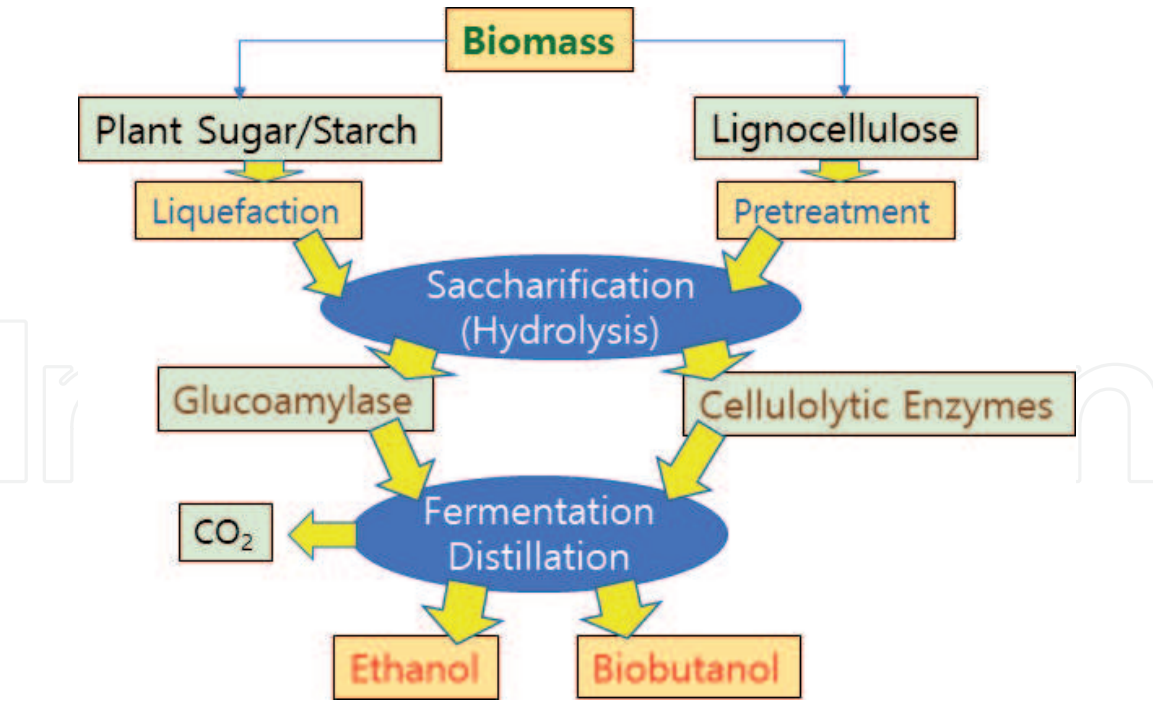 Biomass
Plant Sugar/Starch
Lignocellulose
Liquefaction
Pretreatment
Saccharification
(Hydrolysis)
Glucoamylase
Cellulolytic Enzymes
Fermentation
Distillation
CO₂
Ethanol
Biobutanol